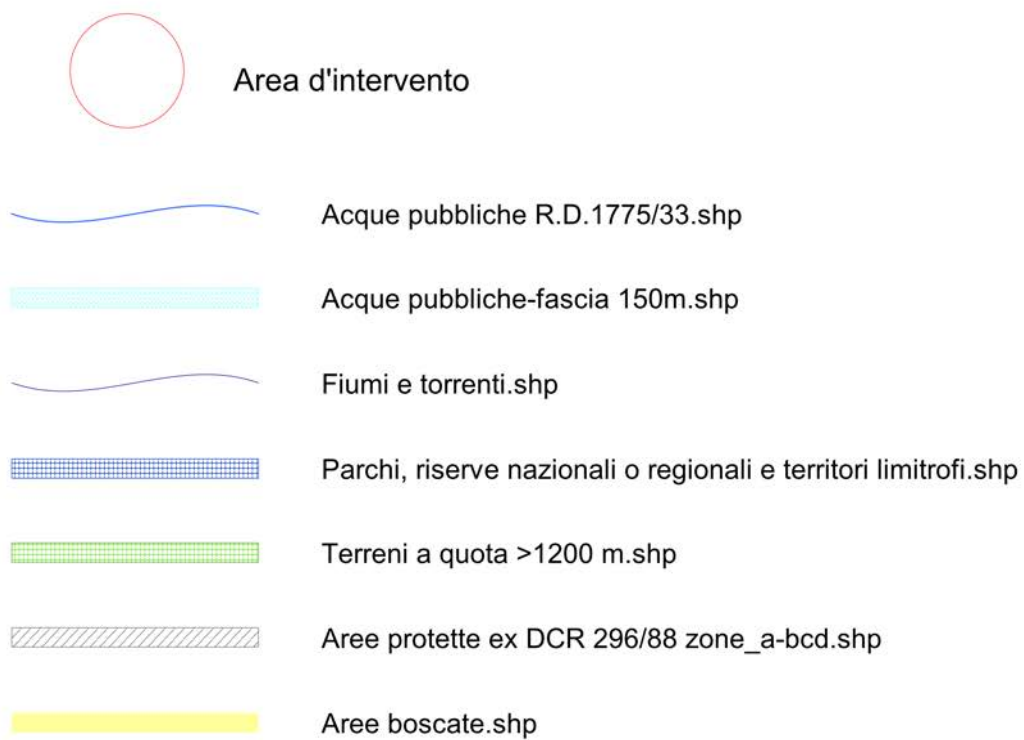 Area d'intervento
Acque pubbliche R.D.1775/33.shp
Acque pubbliche-fascia 150m.shp
Fiumi e torrenti.shp
Parchi, riserve nazionali o regionali e territori limitrofi.shp
Terreni a quota >1200 m.shp
Aree protette ex DCR 296/88 zone_a-bcd.shp
Aree boscate.shp